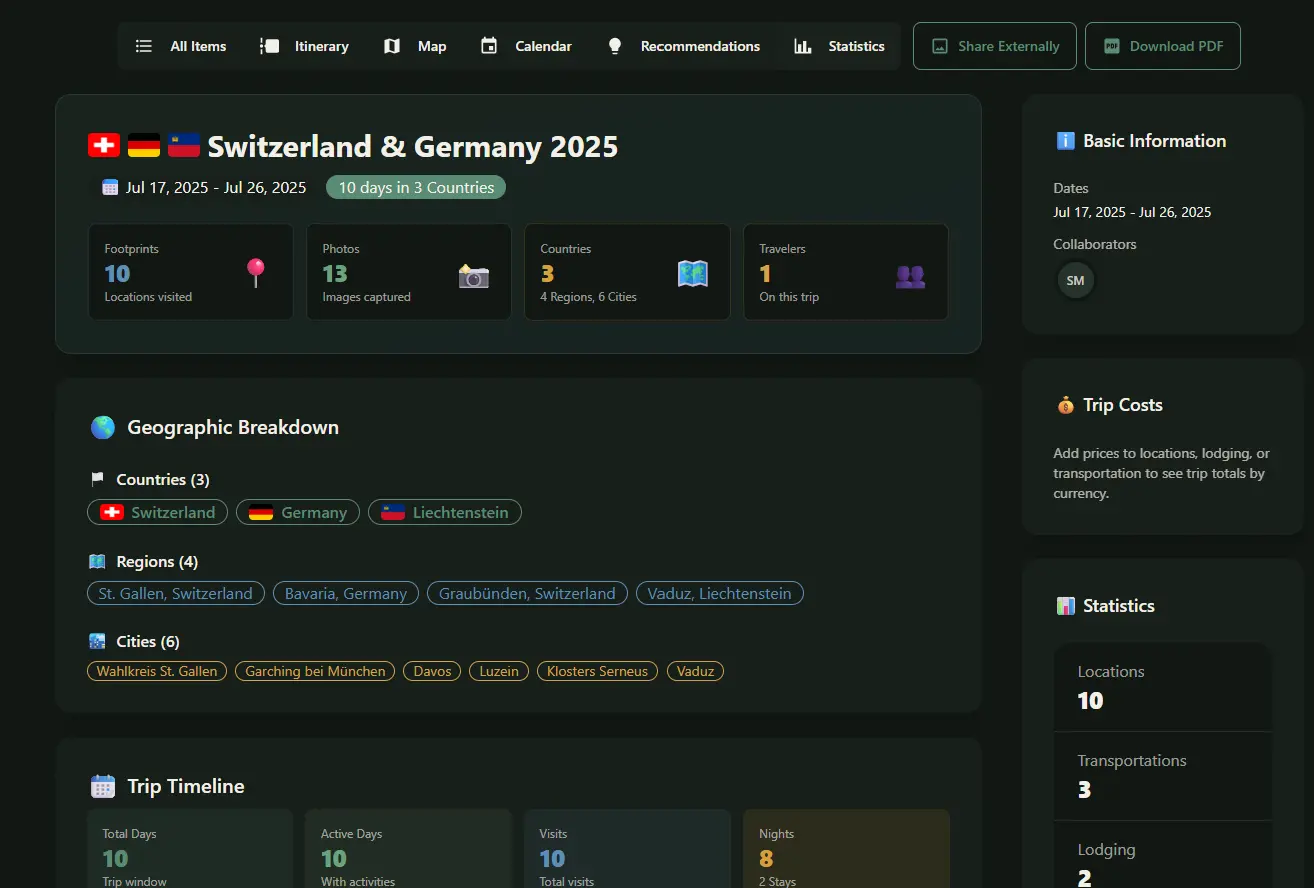 All Items Itinerary Map Calendar Recommendations Statistics Share Externally PDF Download PDF
Switzerland & Germany 2025
Jul 17, 2025 - Jul 26, 2025 10 days in 3 Countries
Footprints
10
Locations visited
Photos
13
Images captured
Countries
3
4 Regions, 6 Cities
Travelers
1
On this trip
Geographic Breakdown
Countries (3)
Switzerland Germany Liechtenstein
Regions (4)
St. Gallen, Switzerland Bavaria, Germany Graubünden, Switzerland Vaduz, Liechtenstein
Cities (6)
Wahlkreis St. Gallen Garching bei München Davos Luzein Klosters Serneus Vaduz
Trip Timeline
Total Days
10
Trip window
Active Days
10
With activities
Visits
10
Total visits
Nights
8
2 Stays
Basic Information
Dates
Jul 17, 2025 - Jul 26, 2025
Collaborators
SM
Trip Costs
Add prices to locations, lodging, or
transportation to see trip totals by
currency.
Statistics
Locations
10
Transportations
3
Lodging
2